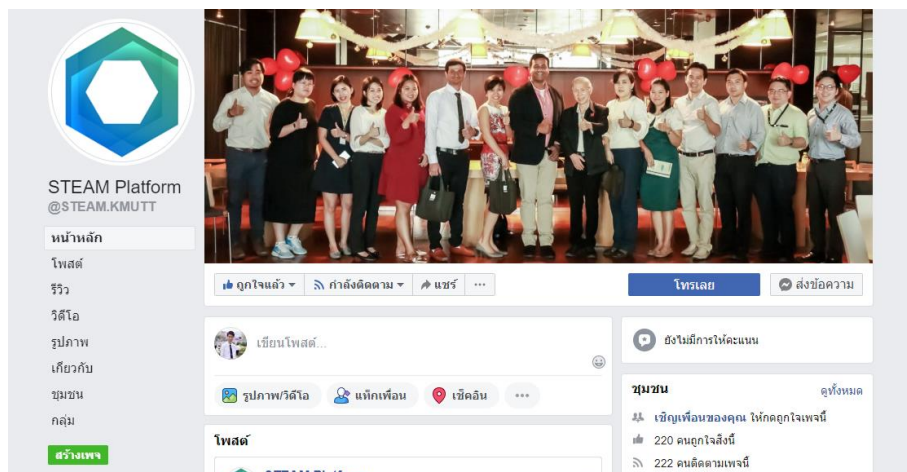 STEAM Platform
@STEAM.KMUTT
หน้าหลัก
โพสต์
รีวิว
วิดีโอ
รูปภาพ
เกี่ยวกับ
ชุมชน
กลุ่ม
สร้างเพจ
ถูกใจแล้ว
กำลังติดตาม
แชร์
โทรเลย
ส่งข้อความ
เขียนโพสต์...
รูปภาพ/วิดีโอ
แท็กเพื่อน
เช็คอิน
โพสต์
STEAM Platform
ยังไม่มีการให้คะแนน
ชุมชน ดูทั้งหมด
เชิญเพื่อนของคุณ ให้กดถูกใจเพจนี้
220 คนถูกใจสิ่งนี้
222 คนติดตามเพจนี้